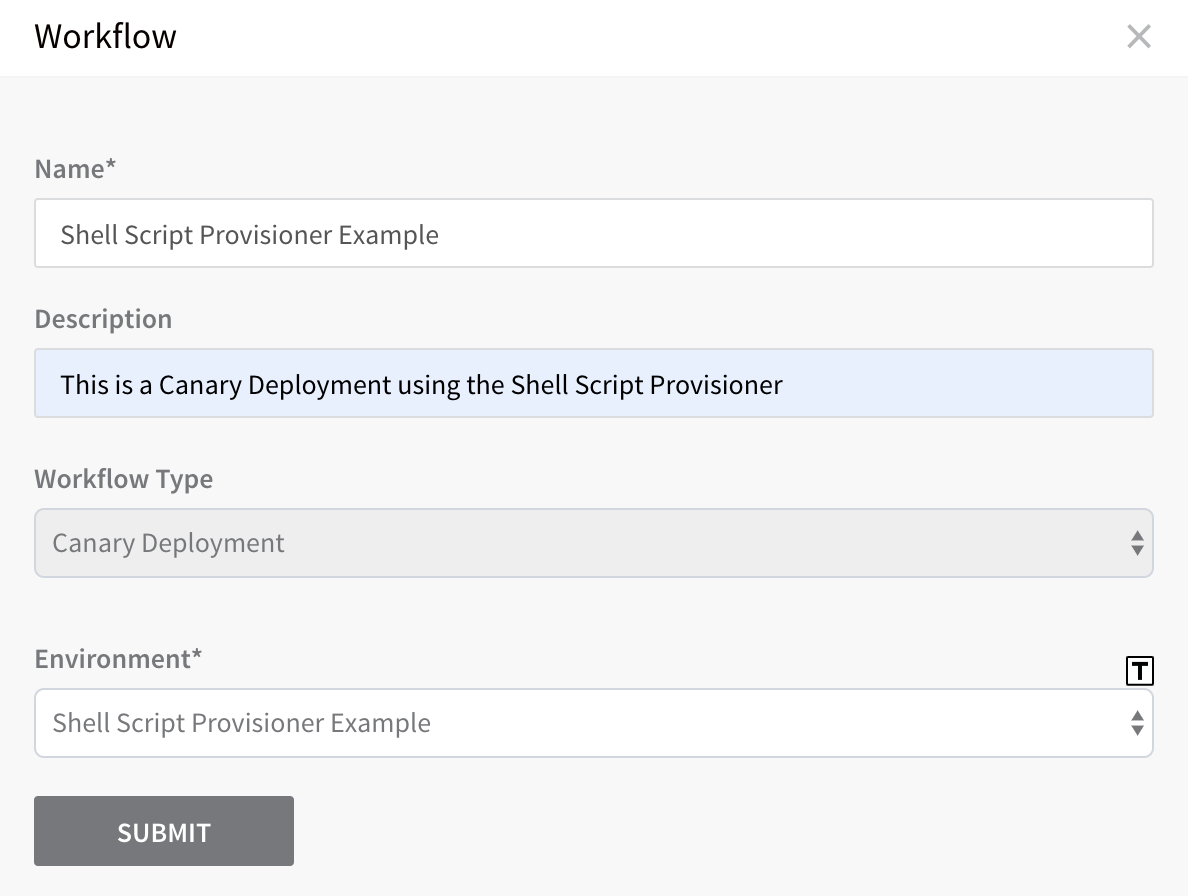 Workflow
Name*
Shell Script Provisioner Example
Description
This is a Canary Deployment using the Shell Script Provisioner
Workflow Type
Canary Deployment
Environment*
T
Shell Script Provisioner Example
SUBMIT